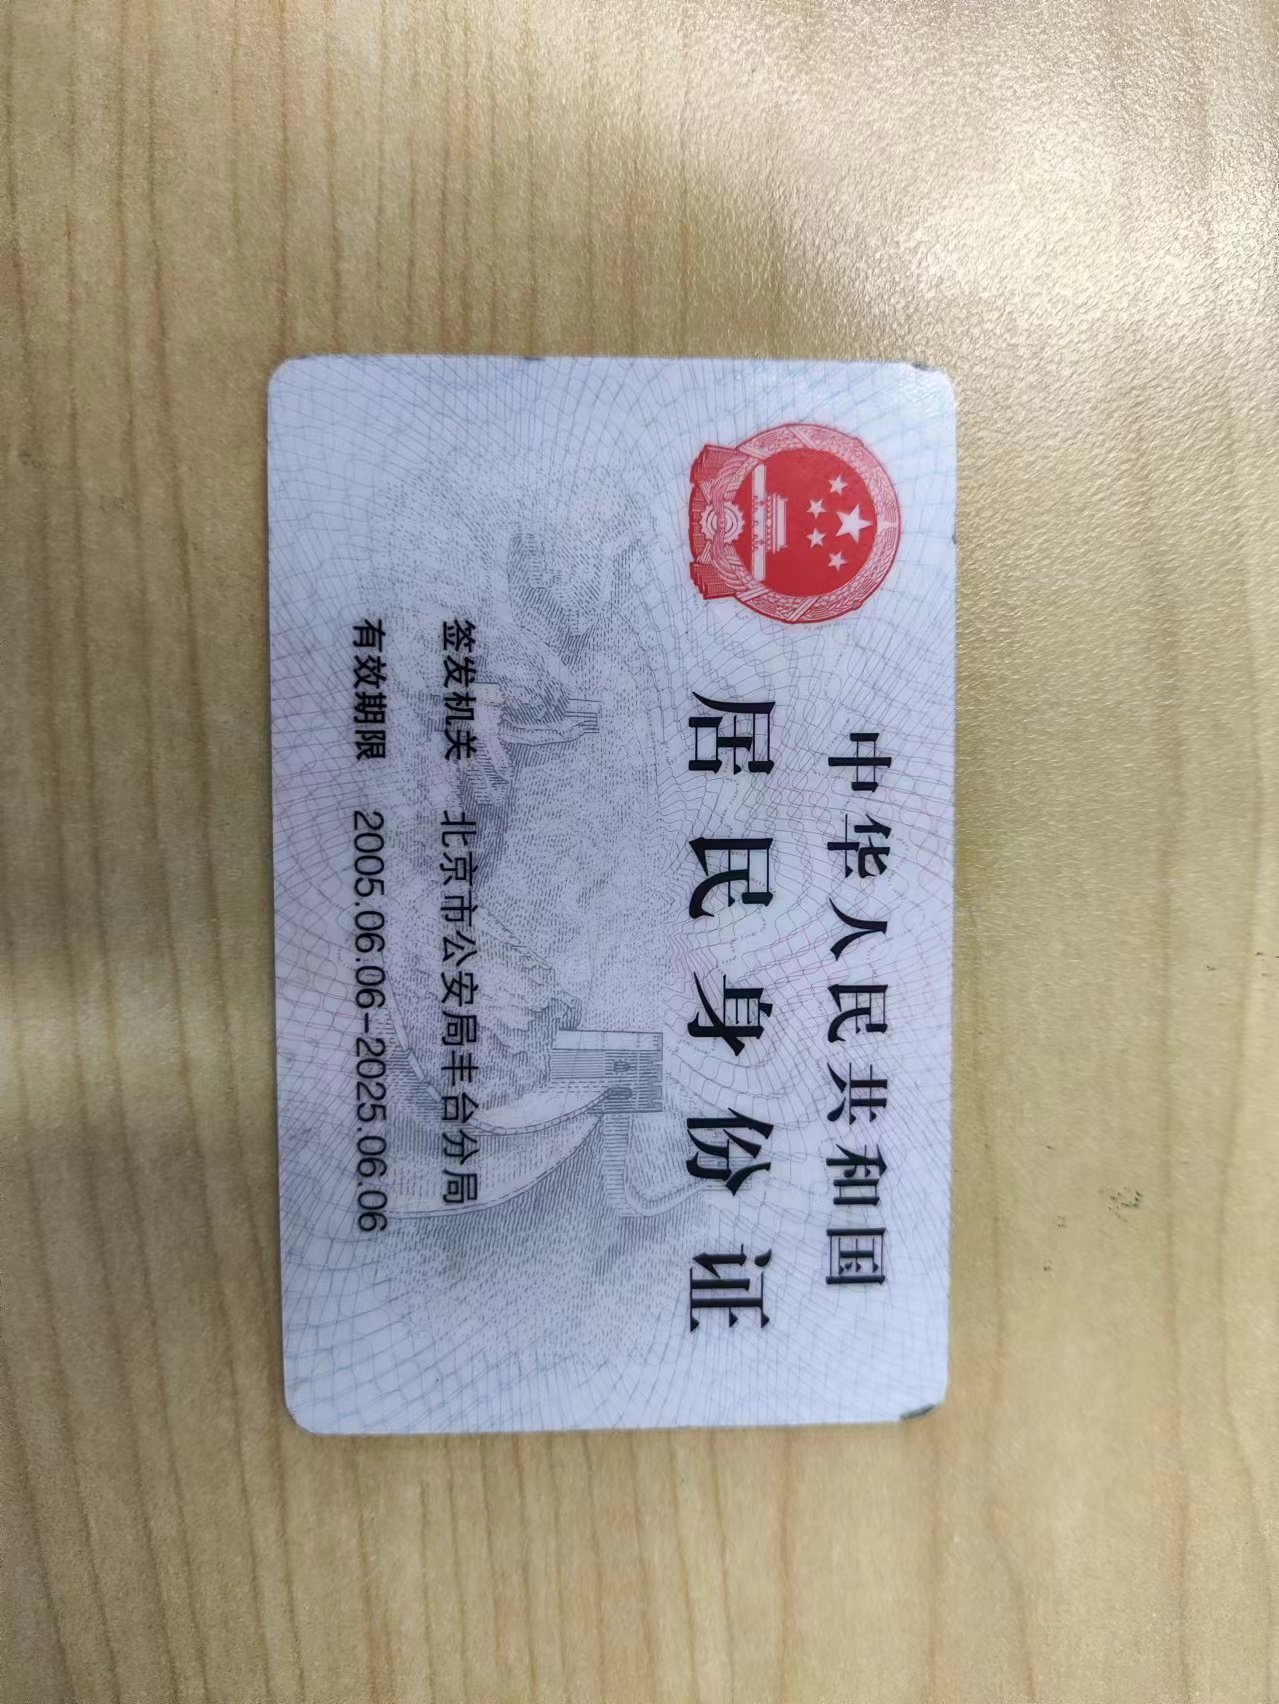 中华人民共和国
居民身份证
签发机关 北京市公安局丰台分局
有效期限 2005.06.06-2025.06.06